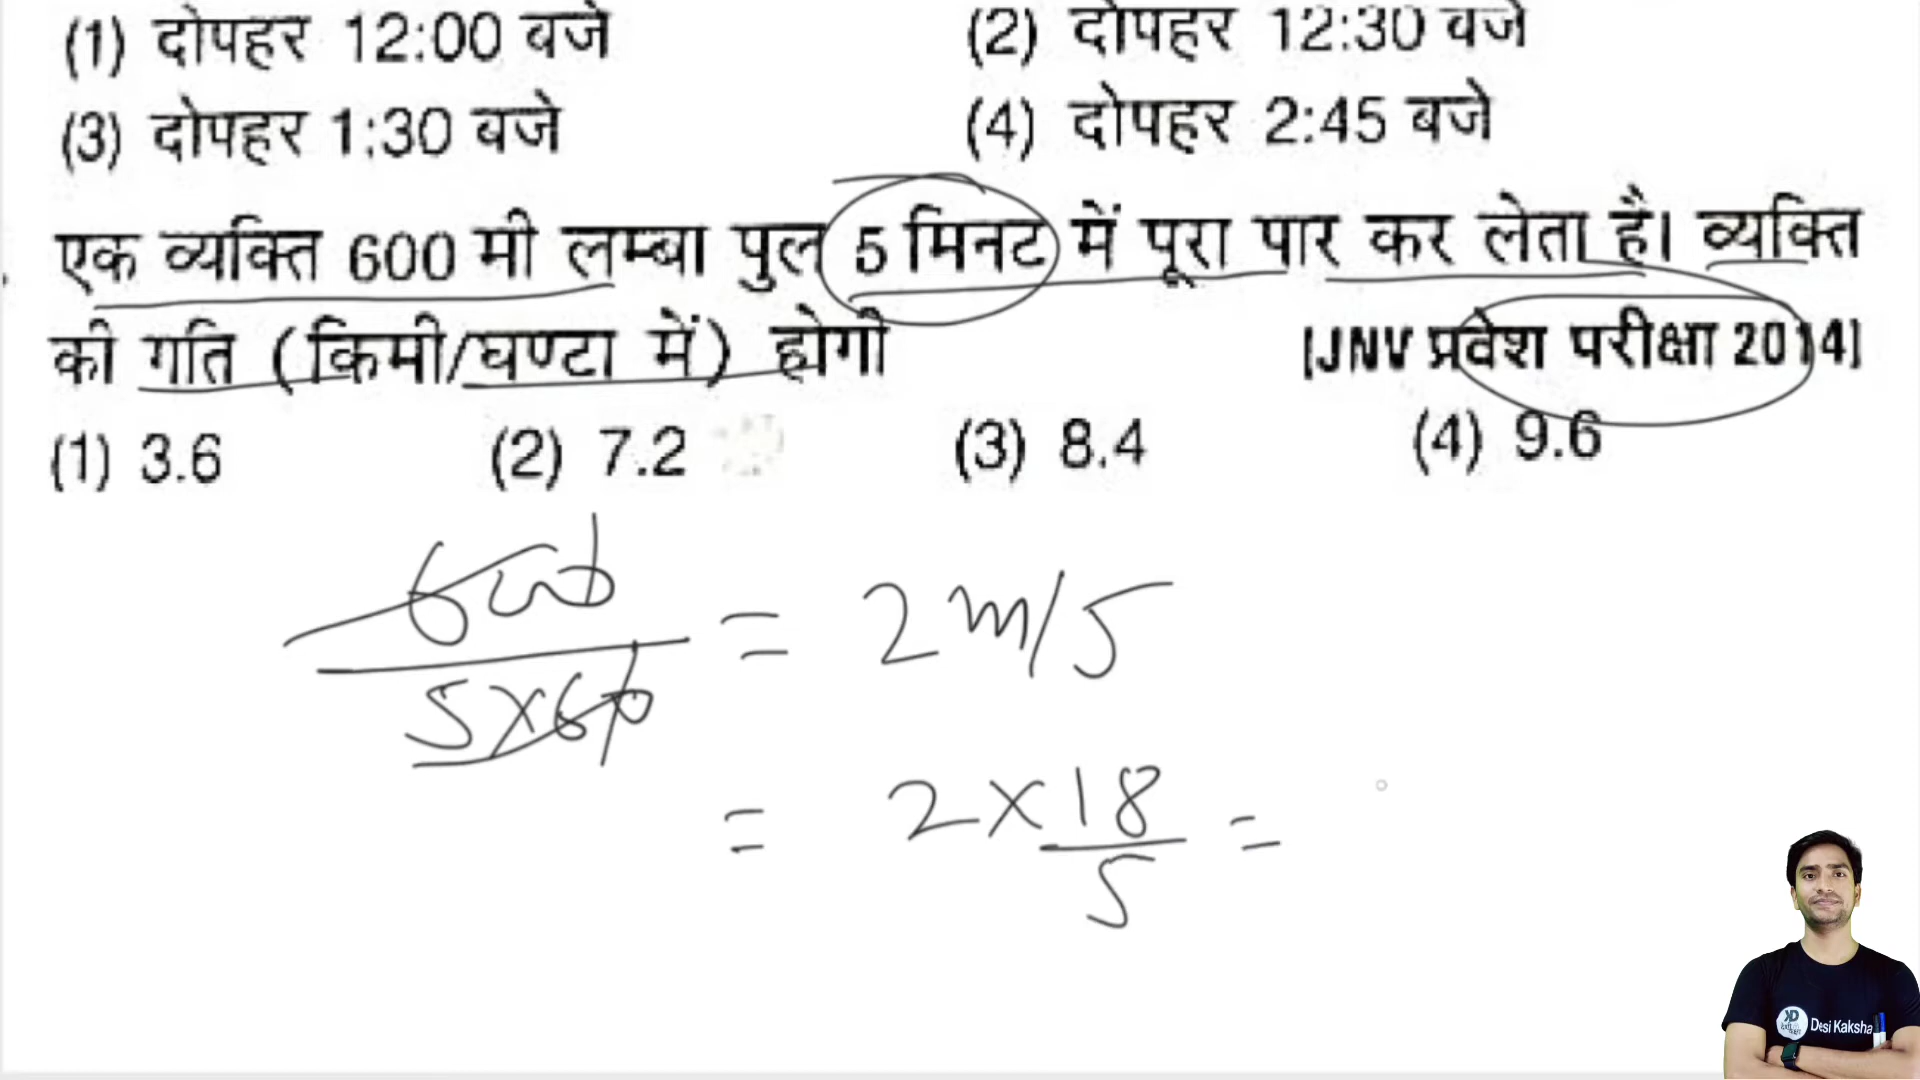 (1) दोपहर 12:00 बजे (2) दोपहर 12:30 बजे
(3) दोपहर 1:30 बजे (4) दोपहर 2:45 बजे
एक व्यक्ति 600 मी लम्बा पुल 5 मिनट में पूरा पार कर लेता है। व्यक्ति
की गति (किमी/घण्टा में) होगी [JNV प्रवेश परीक्षा 2014]
(1) 3.6 (2) 7.2 (3) 8.4 (4) 9.6
600
5×60
= 2m/s
= 2×18
5
=
KD
Desi Kaksha